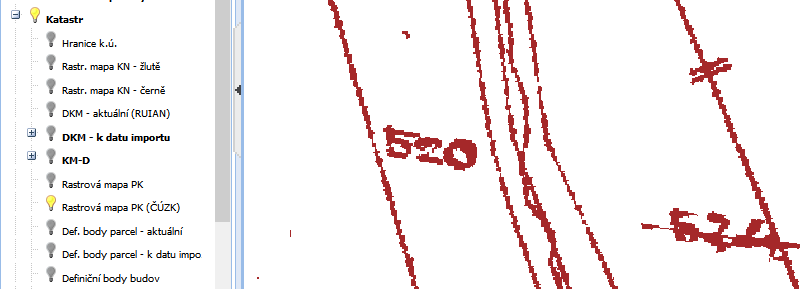 Katastr
Hranice k.ú.
Rastr. mapa KN - žlutě
Rastr. mapa KN - černě
DKM - aktuální (RUIAN)
DKM - k datu importu
KM-D
Rastrová mapa PK
Rastrová mapa PK (ČÚZK)
Def. body parcel - aktuální
Def. body parcel - k datu impo
Definiční body budov
520